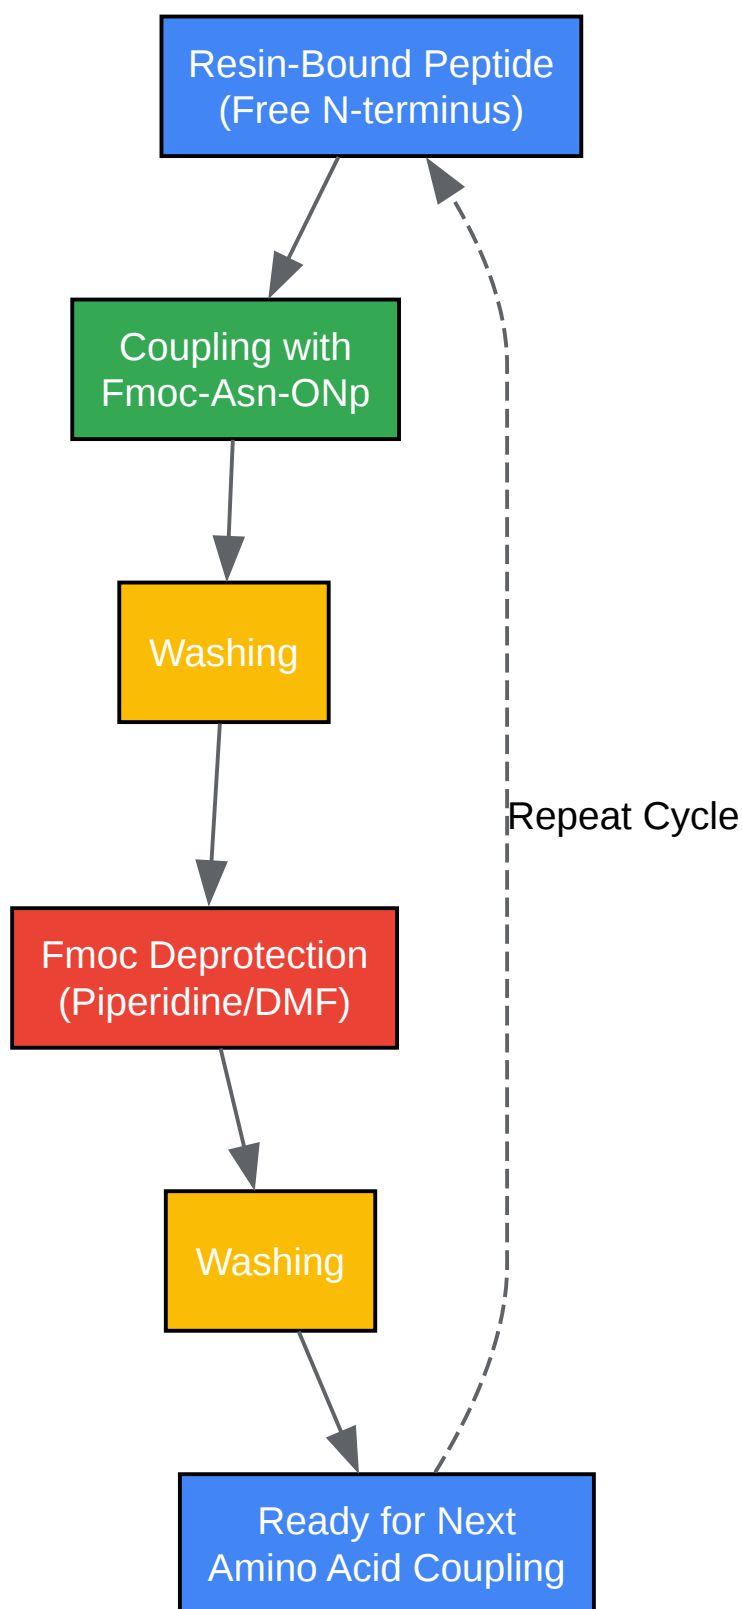 Resin-Bound Peptide
(Free N-terminus)
Coupling with
Fmoc-Asn-ONp
Washing
Repeat Cycle
Fmoc Deprotection
(Piperidine/DMF)
Washing
Ready for Next
Amino Acid Coupling